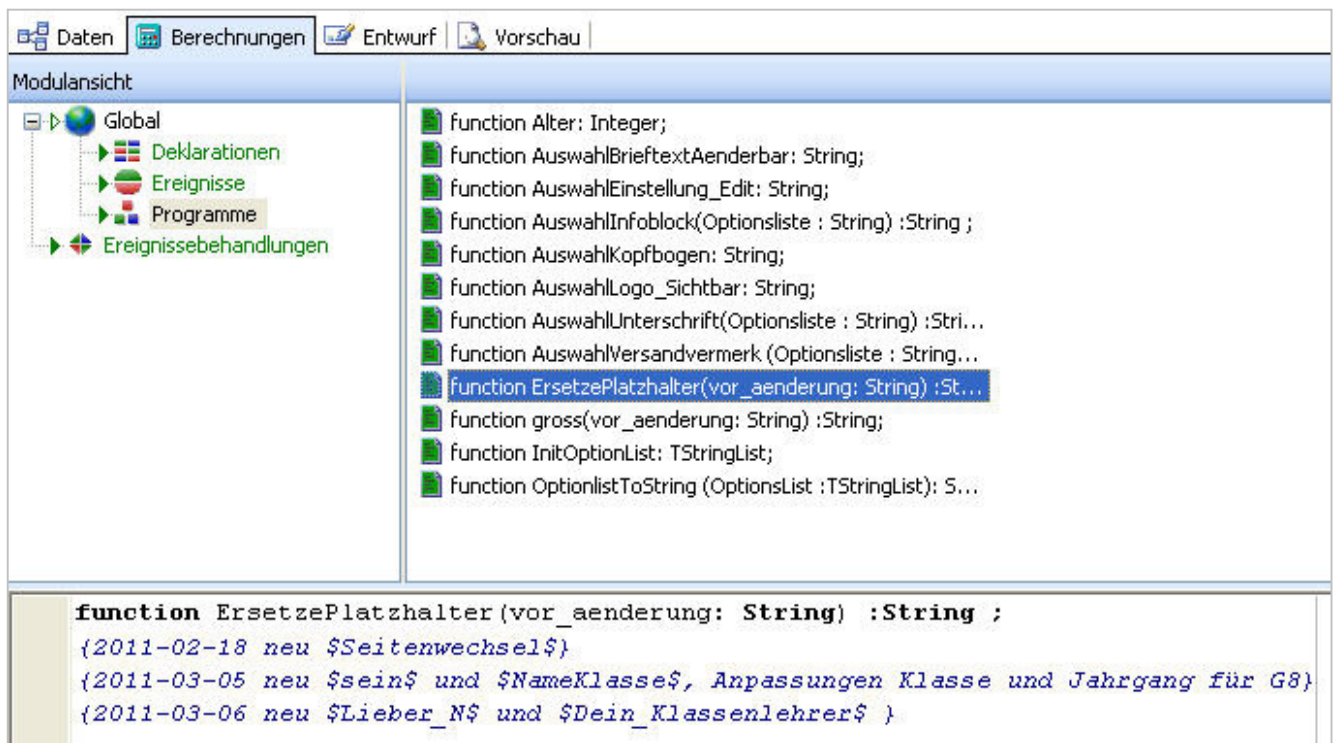 Daten Berechnungen Entwurf Vorschau
Modulansicht
Global
Deklarationen
Ereignisse
Programme
Ereignissebehandlungen
function Alter: Integer;
function AuswahlBrieftextAenderbar: String;
function AuswahlEinstellung_Edit: String;
function AuswahlInfoblock(Optionsliste : String) :String ;
function AuswahlKopfbogen: String;
function AuswahlLogo_Sichtbar: String;
function AuswahlUnterschrift(Optionsliste : String) :Stri...
function AuswahlVersandvermerk (Optionsliste : String...
function ErsetzePlatzhalter(vor_aenderung: String) :St...
function gross(vor_aenderung: String) :String;
function InitOptionList: TStringList;
function OptionlistToString (OptionsList :TStringList): S...
function ErsetzePlatzhalter(vor_aenderung: String) :String ;
{2011-02-18 neu $Seitenwechsel$}
{2011-03-05 neu $sein$ und $NameKlasse$, Anpassungen Klasse und Jahrgang für G8}
{2011-03-06 neu $Lieber_N$ und $Dein_Klassenlehrer$ }